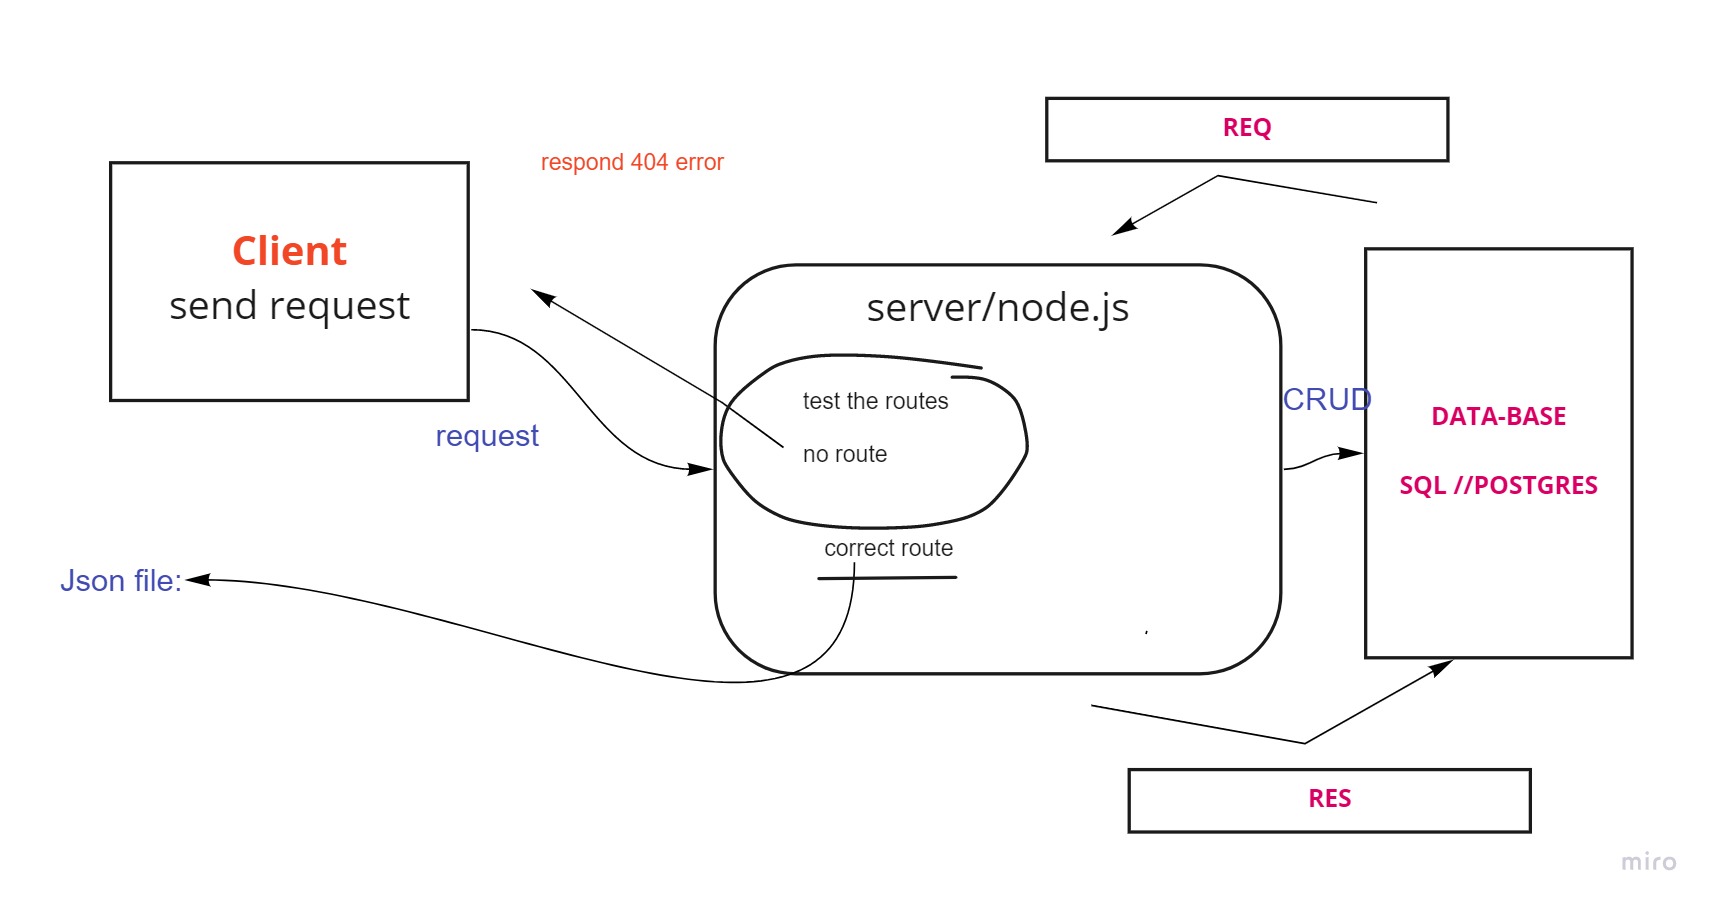 REQ
respond 404 error
Client
send request
server/node.js
test the routes
no route
request
correct route
Json file:
CRUD
DATA-BASE
SQL //POSTGRES
RES
miro